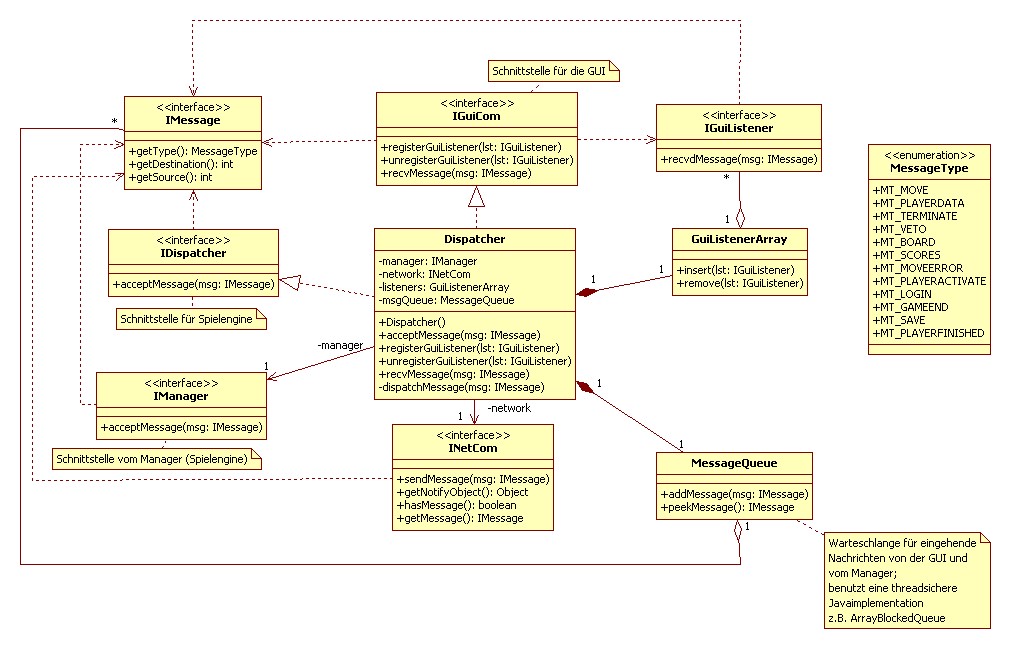 Schnittstelle für die GUI
<<interface>>
IMessage
+getType(): MessageType
+getDestination(): int
+getSource(): int
*
<<interface>>
IGuiCom
+registerGuiListener(lst: IGuiListener)
+unregisterGuiListener(lst: IGuiListener)
+recvMessage(msg: IMessage)
<<interface>>
IGuiListener
+recvdMessage(msg: IMessage)
*
1
<<enumeration>>
MessageType
+MT_MOVE
+MT_PLAYERDATA
+MT_TERMINATE
+MT_VETO
+MT_BOARD
+MT_SCORES
+MT_MOVEERROR
+MT_PLAYERACTIVATE
+MT_LOGIN
+MT_GAMEEND
+MT_SAVE
+MT_PLAYERFINISHED
<<interface>>
IDispatcher
+acceptMessage(msg: IMessage)
Schnittstelle für Spielengine
Dispatcher
-manager: IManager
-network: INetCom
-listeners: GuiListenerArray
-msgQueue: MessageQueue
+Dispatcher()
+acceptMessage(msg: IMessage)
+registerGuiListener(lst: IGuiListener)
+unregisterGuiListener(lst: IGuiListener)
+recvMessage(msg: IMessage)
-dispatchMessage(msg: IMessage)
GuiListenerArray
+insert(lst: IGuiListener)
+remove(lst: IGuiListener)
1
1
-manager
1
<<interface>>
IManager
+acceptMessage(msg: IMessage)
Schnittstelle vom Manager (Spielengine)
-network
1
<<interface>>
INetCom
+sendMessage(msg: IMessage)
+getNotifyObject(): Object
+hasMessage(): boolean
+getMessage(): IMessage
1
1
MessageQueue
+addMessage(msg: IMessage)
+peekMessage(): IMessage
1
Warteschlange für eingehende
Nachrichten von der GUI und
vom Manager;
benutzt eine threadsichere
Javaimplementation
z.B. ArrayBlockedQueue